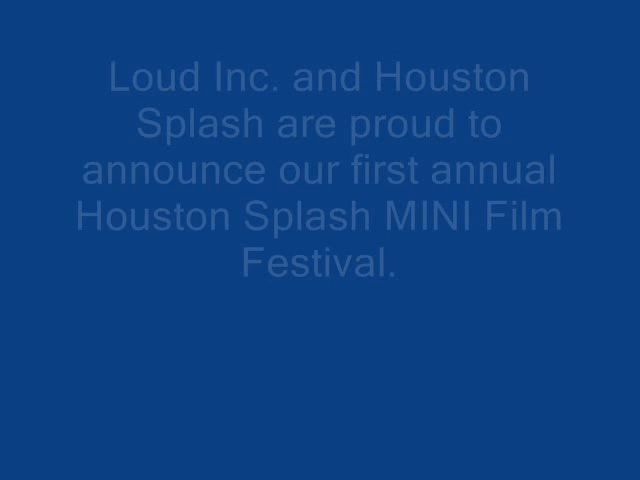 Loud Inc. and Houston
Splash are proud to
announce our first annual
Houston Splash MINI Film
Festival.